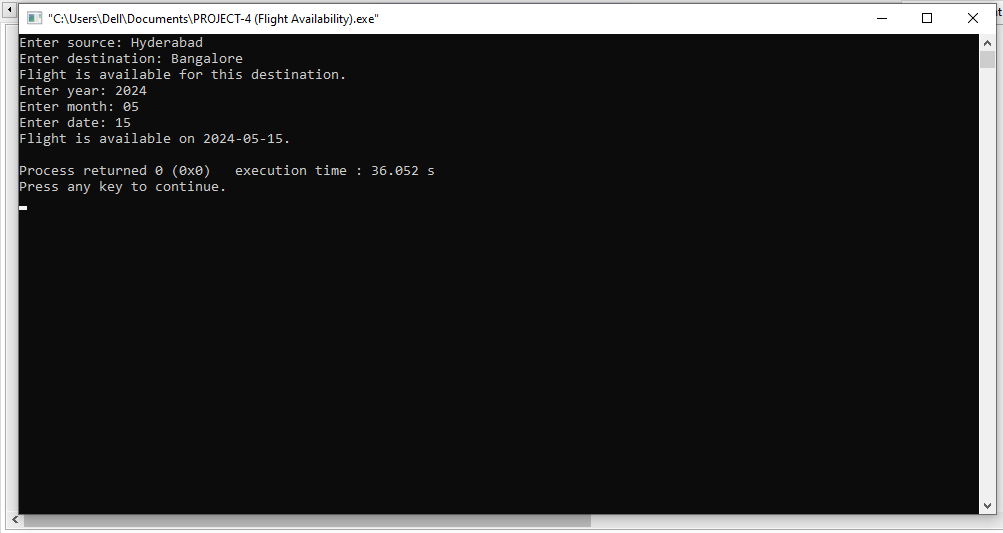 "C:\Users\Dell\Documents\PROJECT-4 (Flight Availability).exe"
Enter source: Hyderabad
Enter destination: Bangalore
Flight is available for this destination.
Enter year: 2024
Enter month: 05
Enter date: 15
Flight is available on 2024-05-15.
Process returned 0 (0x0)   execution time : 36.052 s
Press any key to continue.